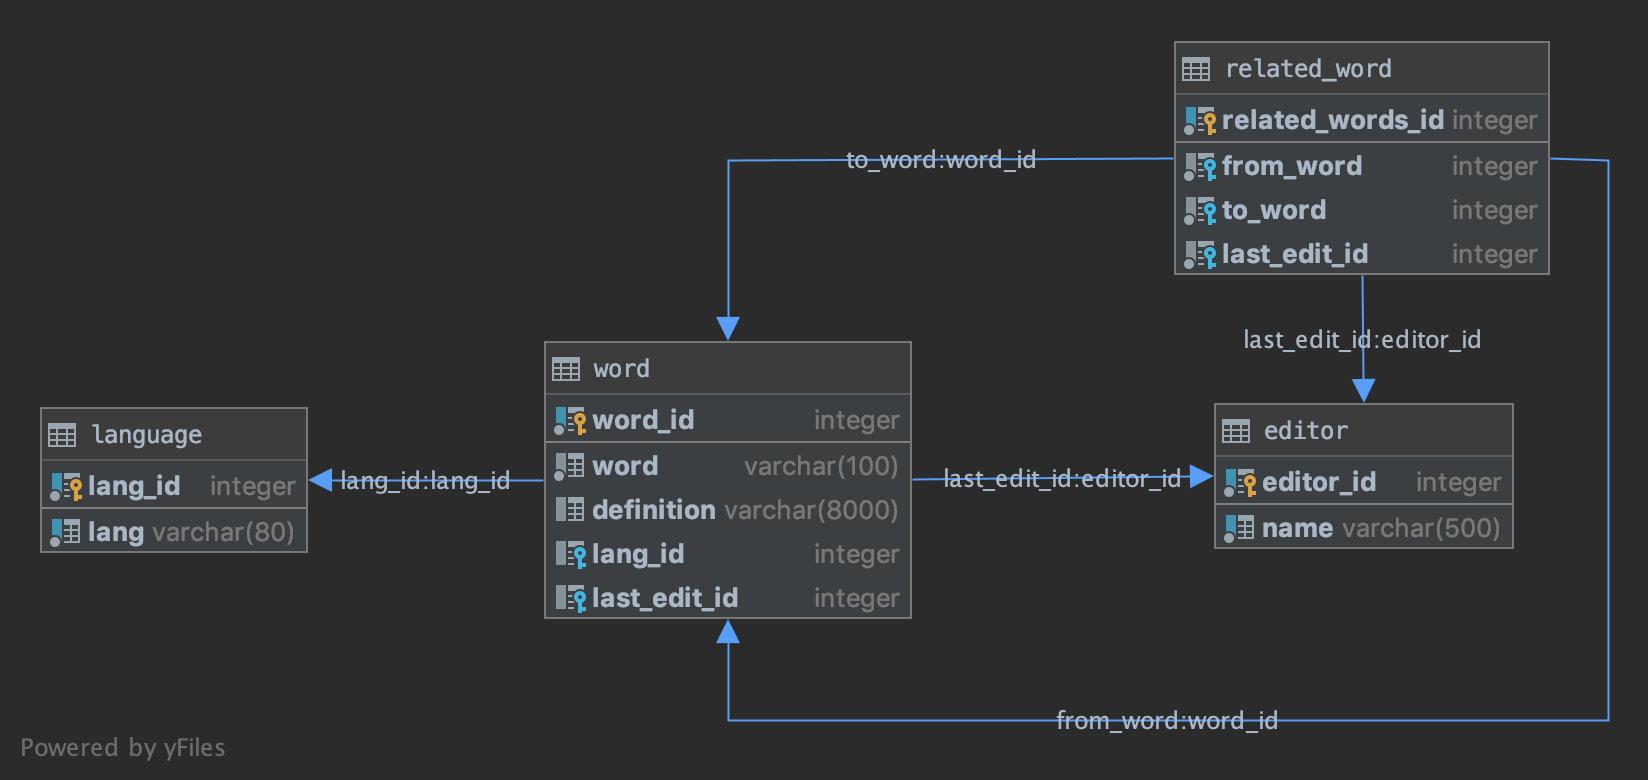 related_word
related_words_id integer
from_word integer
to_word integer
last_edit_id integer
to_word:word_id
last_edit_id:editor_id
word
word_id integer
word varchar(100)
definition varchar(8000)
lang_id integer
last_edit_id integer
language
lang_id integer
lang varchar(80)
lang_id:lang_id
last_edit_id:editor_id
editor
editor_id integer
name varchar(500)
from_word:word_id
Powered by yFiles